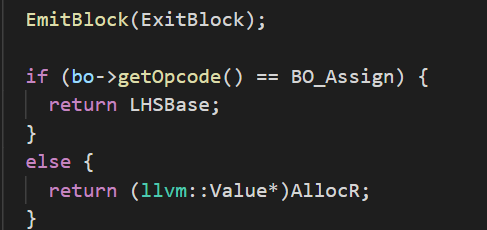 EmitBlock(ExitBlock);
if (bo->getOpcode() == BO_Assign) {
return LHSBase;
}
else {
return (llvm::Value*)AllocR;
}